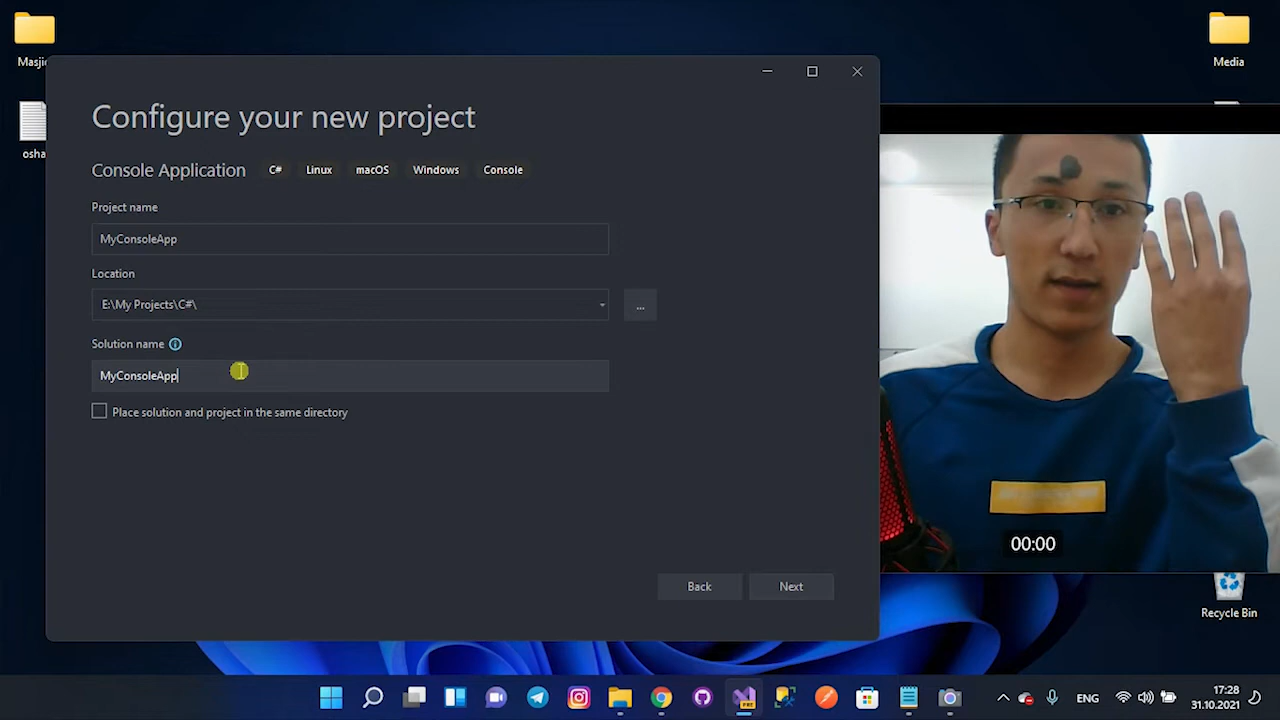 Masji
Media
osha
Configure your new project
Console Application C# Linux macOS Windows Console
Project name
MyConsoleApp
Location
E:\My Projects\C#\
...
Solution name
MyConsoleApp
Place solution and project in the same directory
00:00
Back Next
Recycle Bin
PRE
ENG
17:28
31.10.2021